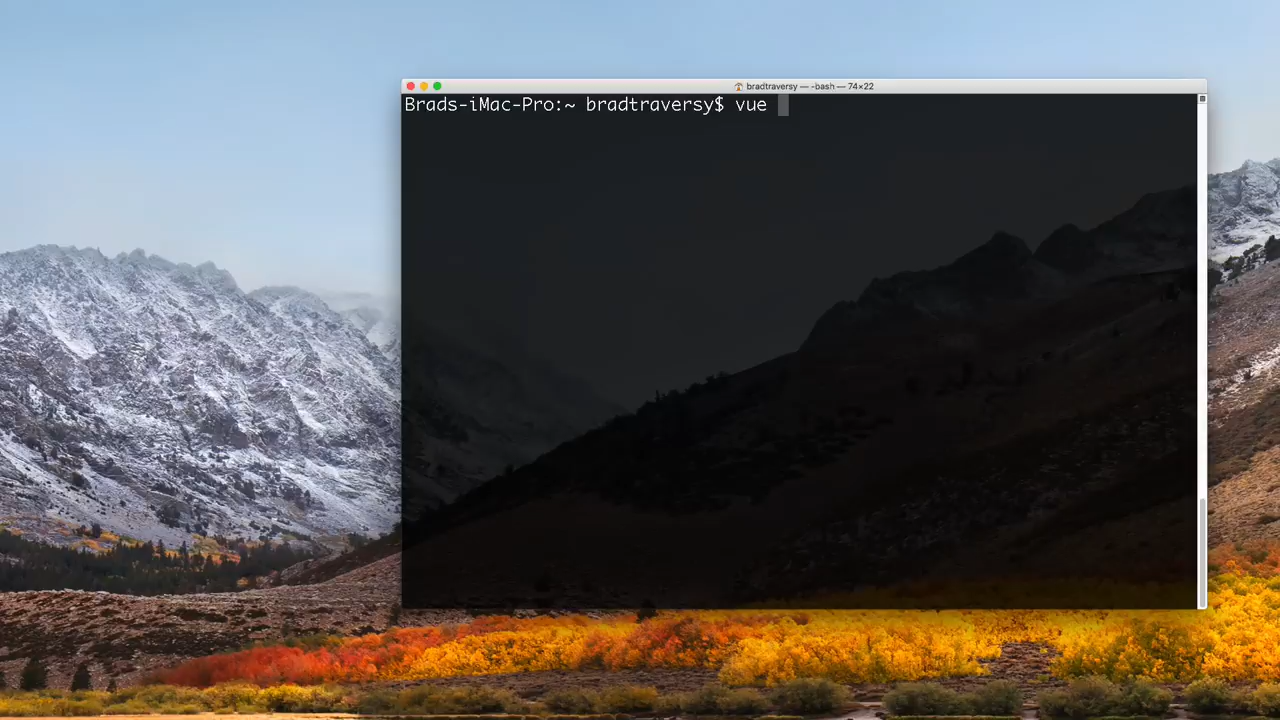 bradtraversy — -bash — 74×22
Brads-iMac-Pro:~ bradtraversy$ vue